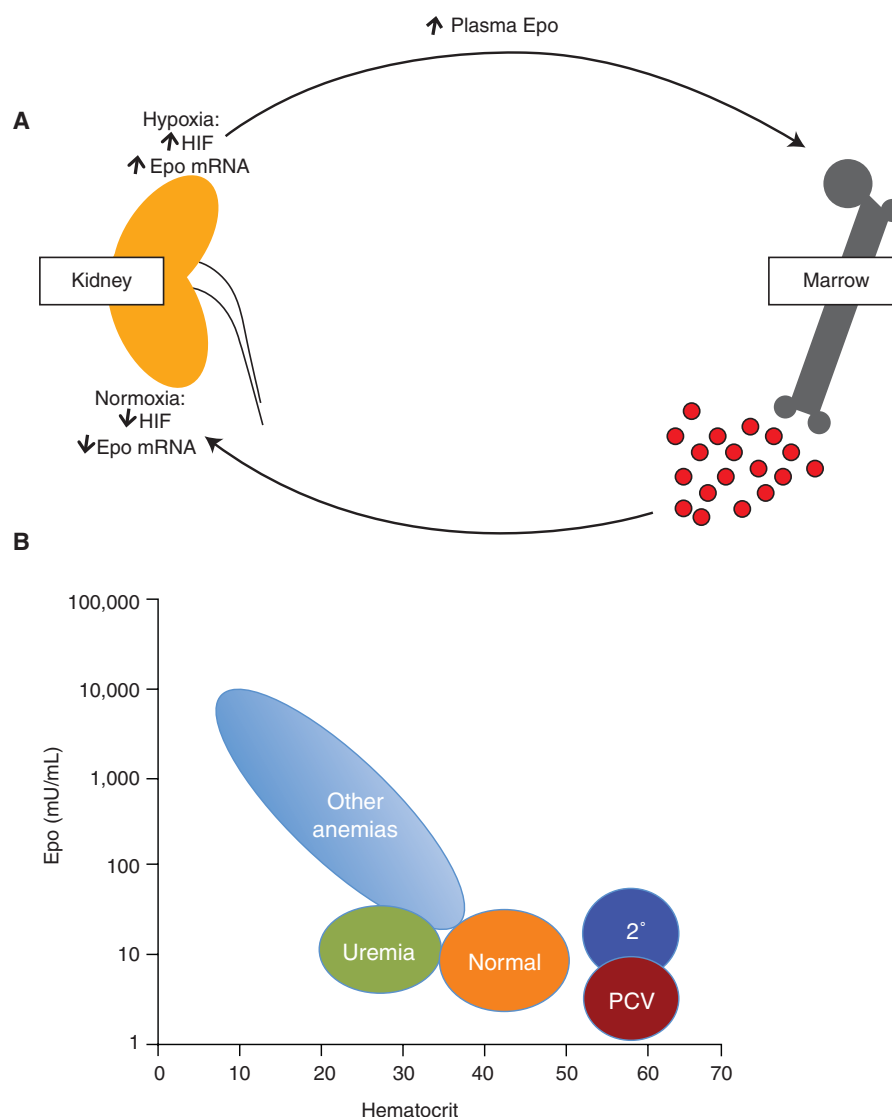 ↑ Plasma Epo
A
Hypoxia:
↑HIF
↑ Epo mRNA
Kidney
Marrow
Normoxia:
↓HIF
↓Epo mRNA
B
100,000
10,000
1,000
100
10
1
Epo (mU/mL)
Other
anemias
Uremia
Normal
2˚
PCV
0
10
20
30
40
50
60
70
Hematocrit